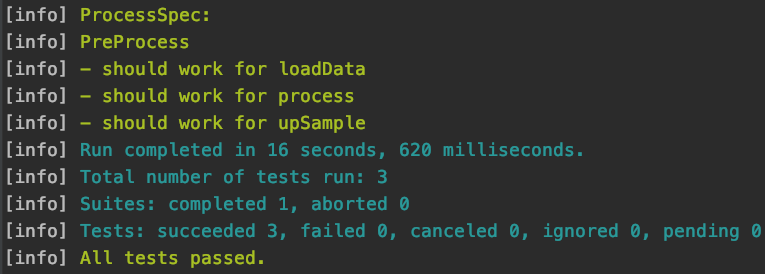 [info] ProcessSpec:
[info] PreProcess
[info] - should work for loadData
[info] - should work for process
[info] - should work for upSample
[info] Run completed in 16 seconds, 620 milliseconds.
[info] Total number of tests run: 3
[info] Suites: completed 1, aborted 0
[info] Tests: succeeded 3, failed 0, canceled 0, ignored 0, pending 0
[info] All tests passed.